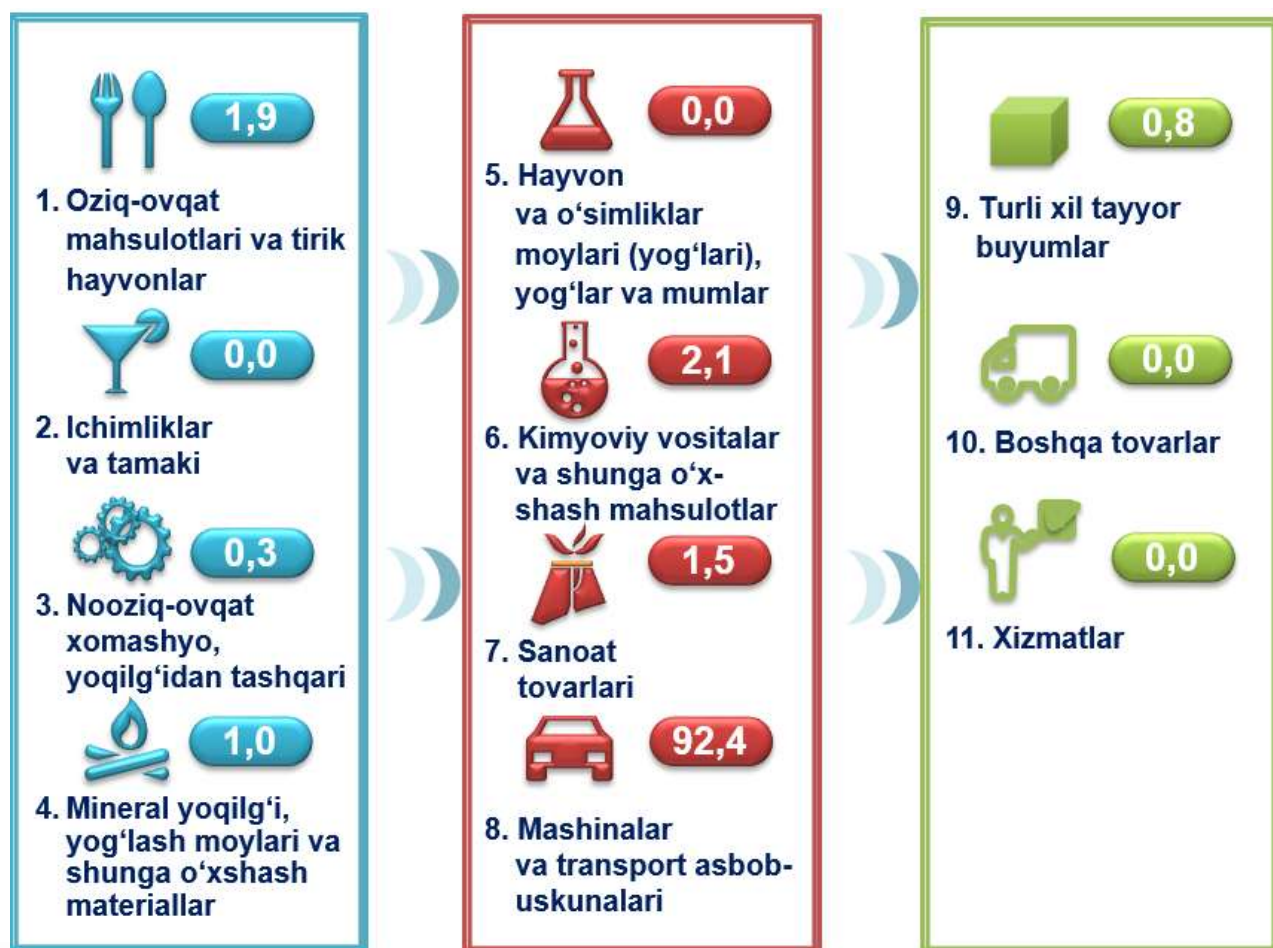 1,9
1. Oziq-ovqat
mahsulotlari va tirik
hayvonlar
0,0
2. Ichimliklar
va tamaki
0,3
3. Nooziq-ovqat
xomashyo,
yoqilg‘idan tashqari
1,0
4. Mineral yoqilg‘i,
yog‘lash moylari va
shunga o‘xshash
materiallar
0,0
5. Hayvon
va o‘simliklar
moylari (yog‘lari),
yog‘lar va mumlar
2,1
6. Kimyoviy vositalar
va shunga o‘x-
shash mahsulotlar
1,5
7. Sanoat
tovarlari
92,4
8. Mashinalar
va transport asbob-
uskunalari
0,8
9. Turli xil tayyor
buyumlar
0,0
10. Boshqa tovarlar
0,0
11. Xizmatlar